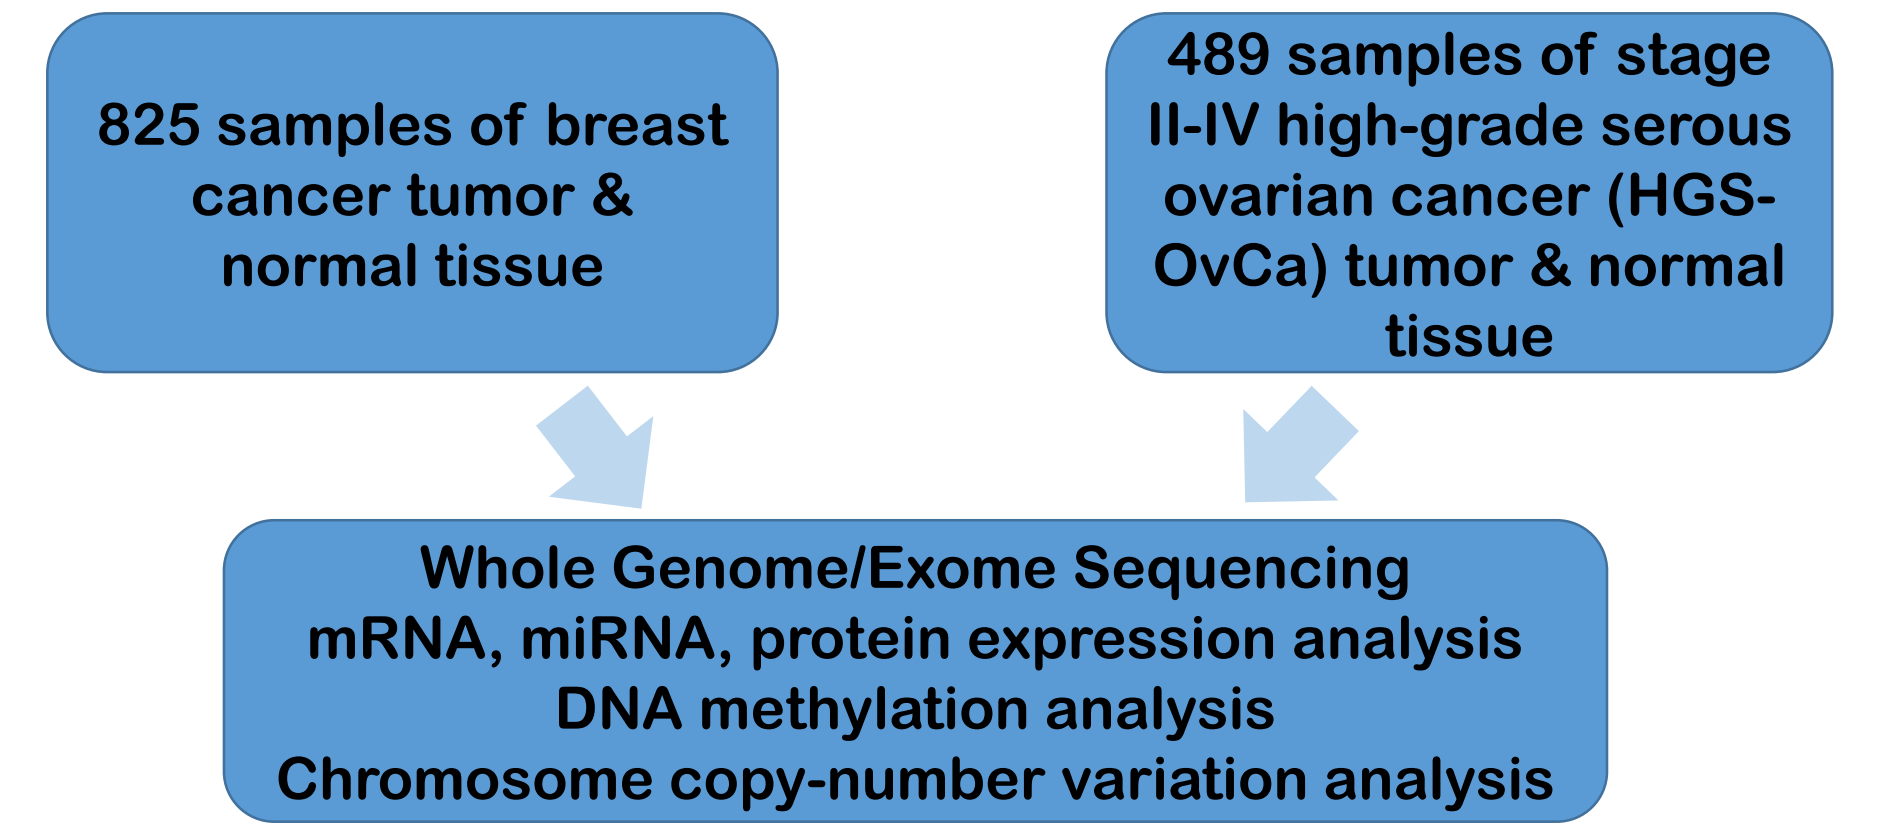 825 samples of breast
cancer tumor &
normal tissue
489 samples of stage
II-IV high-grade serous
ovarian cancer (HGS-
OvCa) tumor & normal
tissue
Whole Genome/Exome Sequencing
mRNA, miRNA, protein expression analysis
DNA methylation analysis
Chromosome copy-number variation analysis